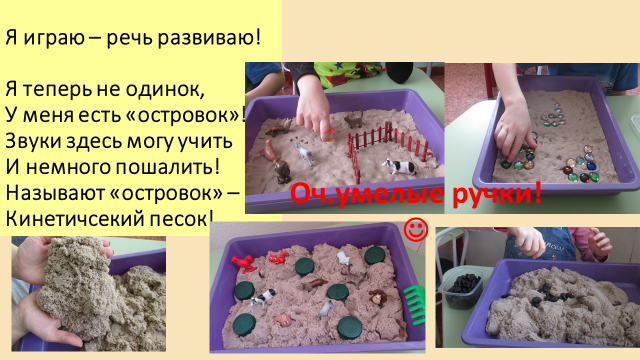 Я играю – речь развиваю!
Я теперь не одинок,
У меня есть «островок»!
Звуки здесь могу учить
И немного пошалить!
Называют «островок» –
Кинетичсекий песок!
Оч.умелые ручки!
☺